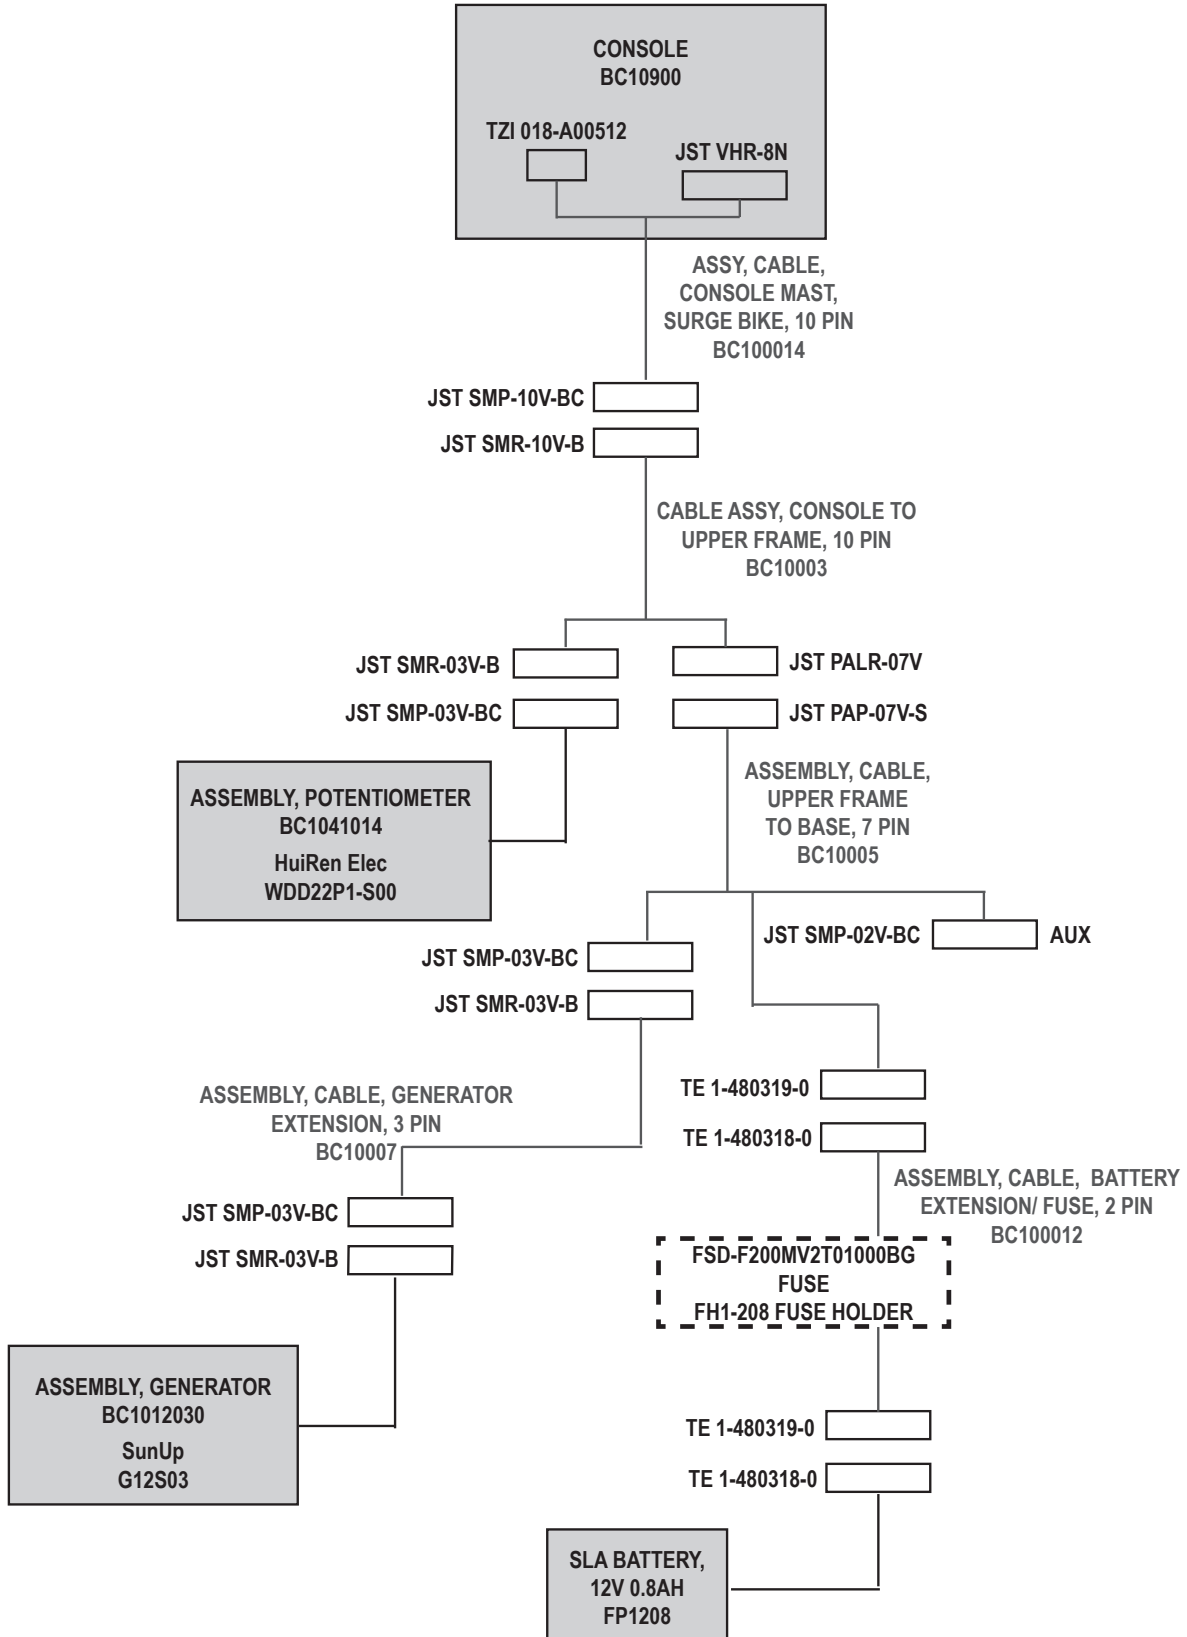 CONSOLE
BC10900
TZI 018-A00512
JST VHR-8N
ASSY, CABLE,
CONSOLE MAST,
SURGE BIKE, 10 PIN
BC100014
JST SMP-10V-BC
JST SMR-10V-B
CABLE ASSY, CONSOLE TO
UPPER FRAME, 10 PIN
BC10003
JST SMR-03V-B
JST PALR-07V
JST SMP-03V-BC
JST PAP-07V-S
ASSEMBLY, CABLE,
UPPER FRAME
TO BASE, 7 PIN
BC10005
ASSEMBLY, POTENTIOMETER
BC1041014
HuiRen Elec
WDD22P1-S00
JST SMP-02V-BC
AUX
JST SMP-03V-BC
JST SMR-03V-B
ASSEMBLY, CABLE, GENERATOR
EXTENSION, 3 PIN
BC10007
TE 1-480319-0
TE 1-480318-0
ASSEMBLY, CABLE, BATTERY
EXTENSION/ FUSE, 2 PIN
BC100012
JST SMP-03V-BC
JST SMR-03V-B
FSD-F200MV2T01000BG
FUSE
FH1-208 FUSE HOLDER
ASSEMBLY, GENERATOR
BC1012030
SunUp
G12S03
TE 1-480319-0
TE 1-480318-0
SLA BATTERY,
12V 0.8AH
FP1208